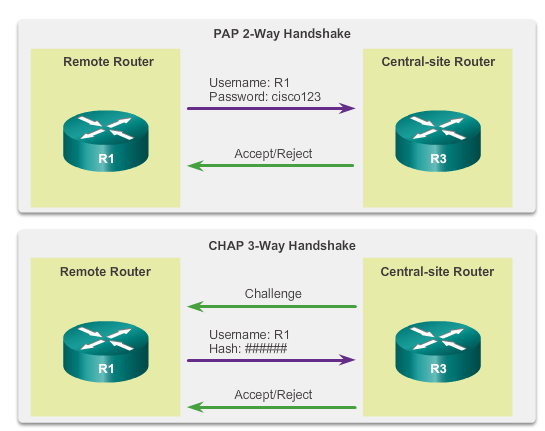 PAP 2-Way Handshake
Remote Router
Central-site Router
Username: R1
Password: cisco123
Accept/Reject
R1
R3
CHAP 3-Way Handshake
Remote Router
Central-site Router
Challenge
Username: R1
Hash: ######
Accept/Reject
R1
R3